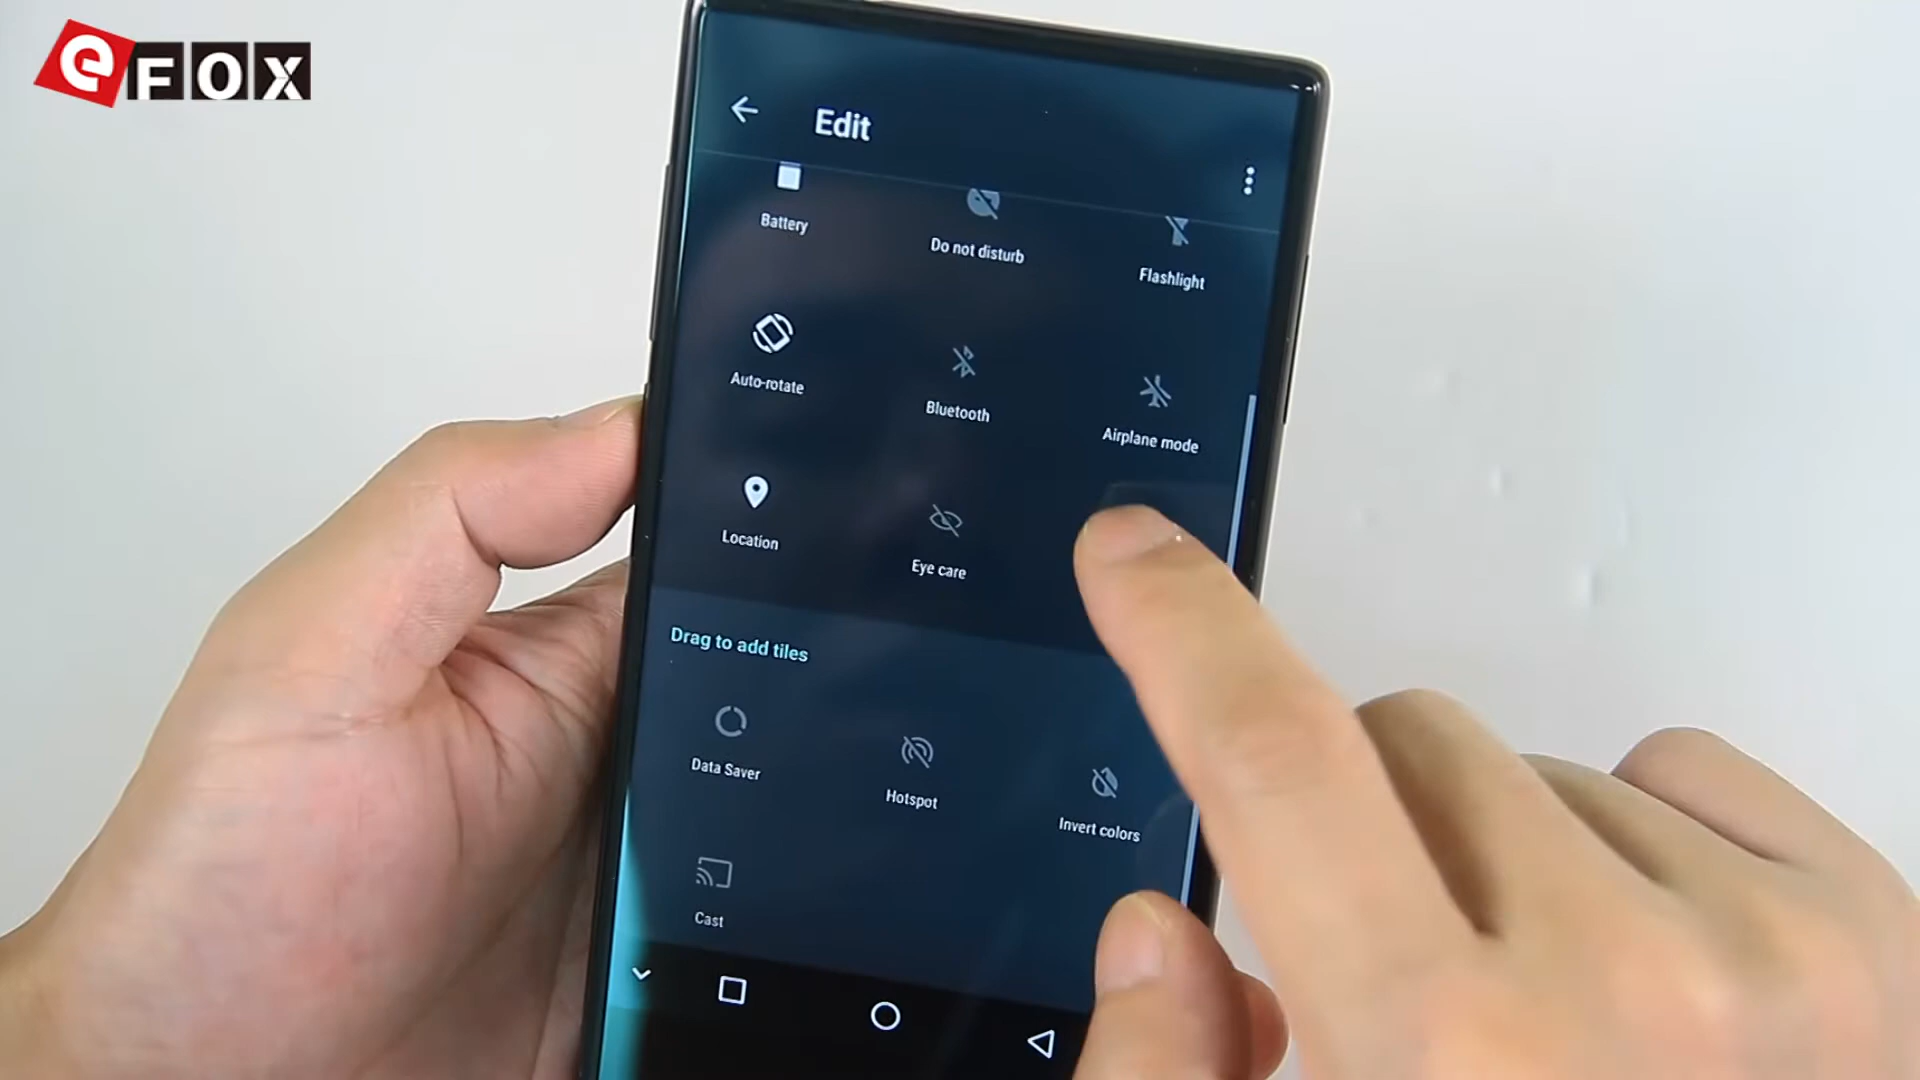 eFOX
Edit
Battery
Do not disturb
Flashlight
Auto-rotate
Bluetooth
Airplane mode
Location
Eye care
Drag to add tiles
Data Saver
Hotspot
Invert colors
Cast